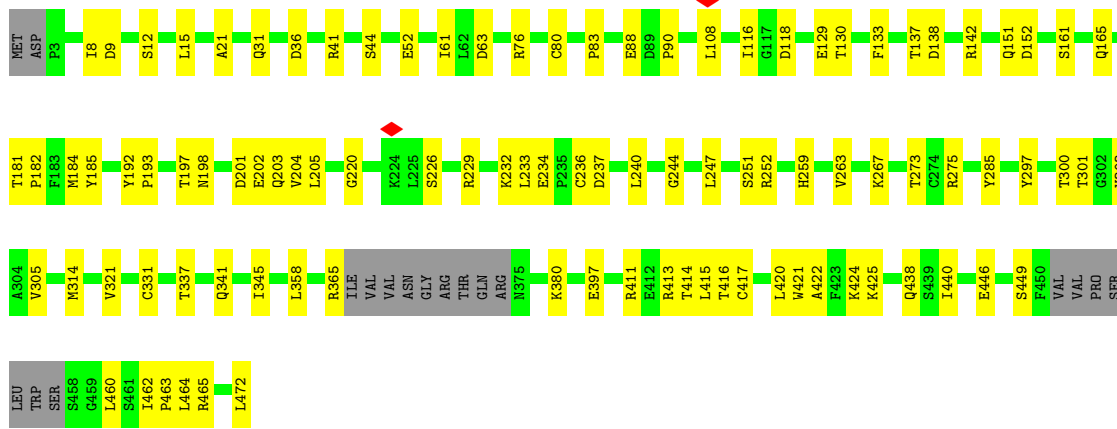 MET ASP P3 I8 D9 S12 L15 A21 Q31 D36 R41 S44 E52 I61 L62 D63 R76 C80 P83 E88 D89 P90 L108 I116 G117 D118 E129 T130 F133 T137 D138 R142 Q151 D152 S161 Q165
T181 P182 F183 M184 Y185 Y192 P193 T197 N198 D201 E202 Q203 V204 L205 G220 K224 L225 S226 R229 K232 L233 E234 P235 C236 D237 L240 G244 L247 S251 R252 H259 V263 K267 T273 C274 R275 Y285 Y297 T300 T301 G302
A304 V305 M314 V321 C331 T337 Q341 I345 L358 R365 ILE VAL VAL ASN GLY ARG THR GLN ARG N375 K380 E397 R411 E412 R413 T414 L415 T416 C417 L420 W421 A422 F423 K424 K425 Q438 S439 I440 E446 S449 F450 VAL VAL PRO SER
LEU TRP SER S458 G459 L460 S461 I462 P463 L464 R465 L472